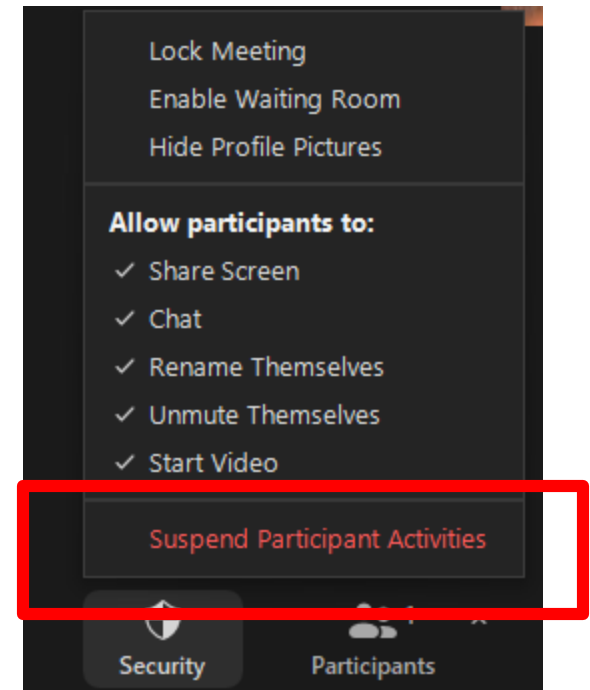 Lock Meeting
Enable Waiting Room
Hide Profile Pictures
Allow participants to:
Share Screen
Chat
Rename Themselves
Unmute Themselves
Start Video
Suspend Participant Activities
Security
Participants